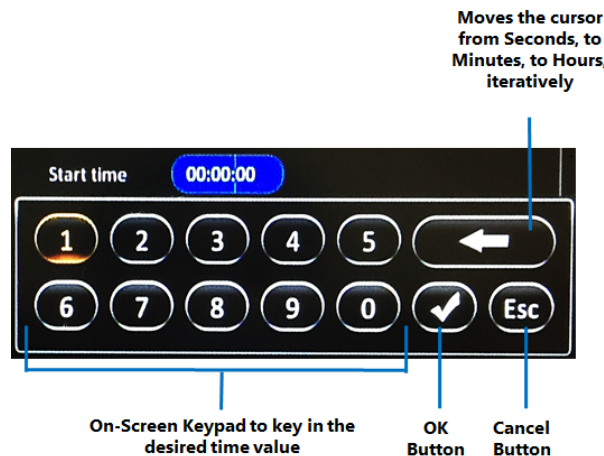 Moves the cursor
from Seconds, to
Minutes, to Hours,
iteratively
Start time 00:00:00
1 2 3 4 5
6 7 8 9 0 Esc
On-Screen Keypad to key in the
desired time value
OK
Button
Cancel
Button